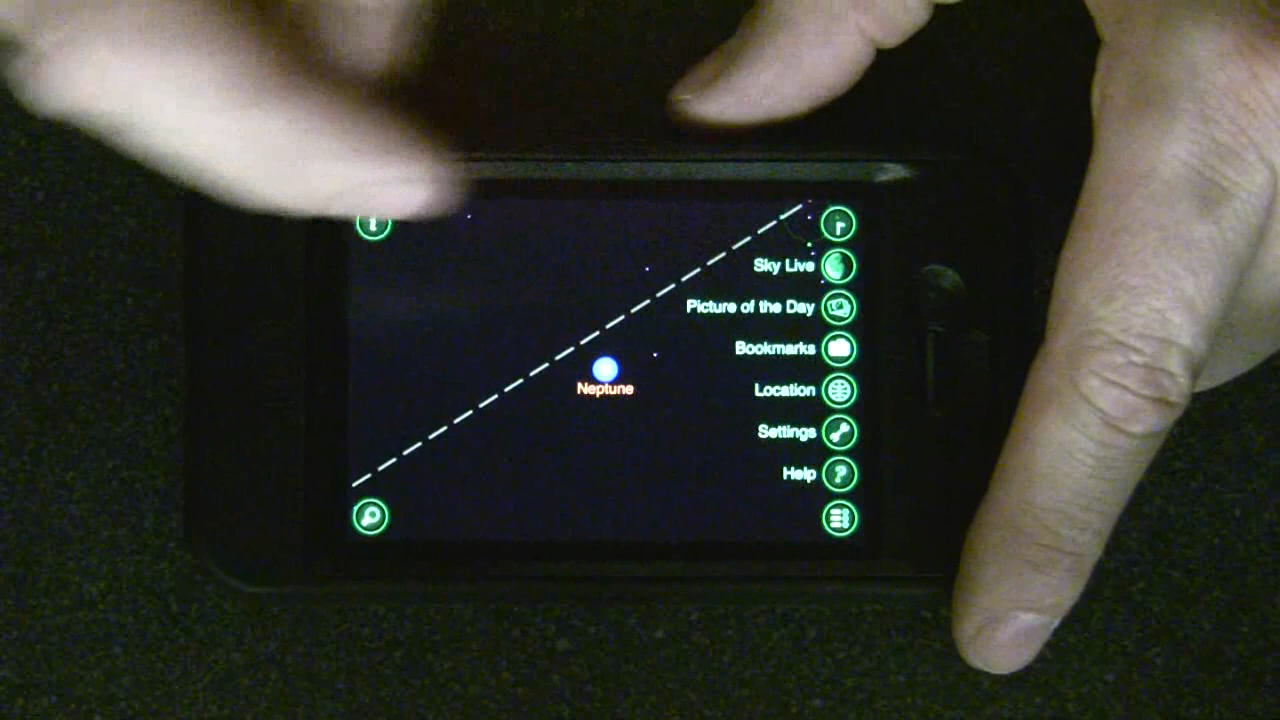 Sky Live
Picture of the Day
Bookmarks
Neptune
Location
Settings
Help
?